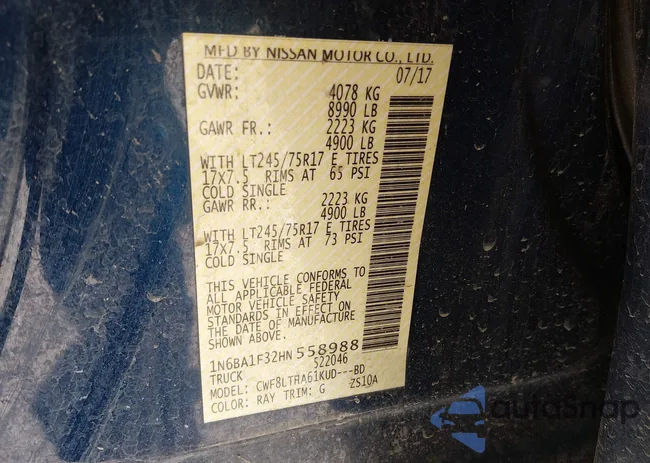 MFD BY NISSAN MOTOR CO., LTD.
DATE: 07/17
GVWR: 4078 KG
8990 LB
GAWR FR.: 2223 KG
4900 LB
WITH LT245/75R17 E TIRES
17X7.5 RIMS AT 65 PSI
COLD SINGLE
GAWR RR.: 2223 KG
4900 LB
WITH LT245/75R17 E TIRES
17X7.5 RIMS AT 73 PSI
COLD SINGLE
THIS VEHICLE CONFORMS TO
ALL APPLICABLE FEDERAL
MOTOR VEHICLE SAFETY
STANDARDS IN EFFECT ON
THE DATE OF MANUFACTURE
SHOWN ABOVE.
1N6BA1F32HN558988
TRUCK 522046
MODEL: CWF8LTHA61KUD---BD
COLOR: RAY TRIM: G ZS10A
autoSnap